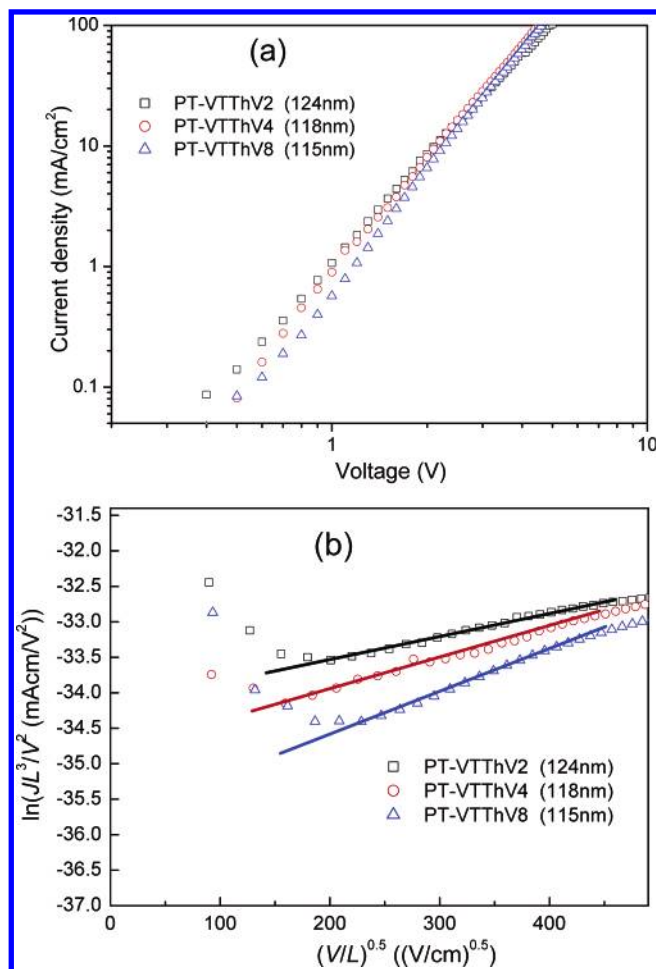 (a)
100
10
1
0.1
Current density (mA/cm²)
PT-VTThV2 (124nm)
PT-VTThV4 (118nm)
PT-VTThV8 (115nm)
1 10
Voltage (V)
(b)
-31.5
-32.0
-32.5
-33.0
-33.5
-34.0
-34.5
-35.0
-35.5
-36.0
-36.5
-37.0
ln(JL³/V² (mAcm/V²))
PT-VTThV2 (124nm)
PT-VTThV4 (118nm)
PT-VTThV8 (115nm)
0 100 200 300 400
(V/L)^0.5 ((V/cm)^0.5)